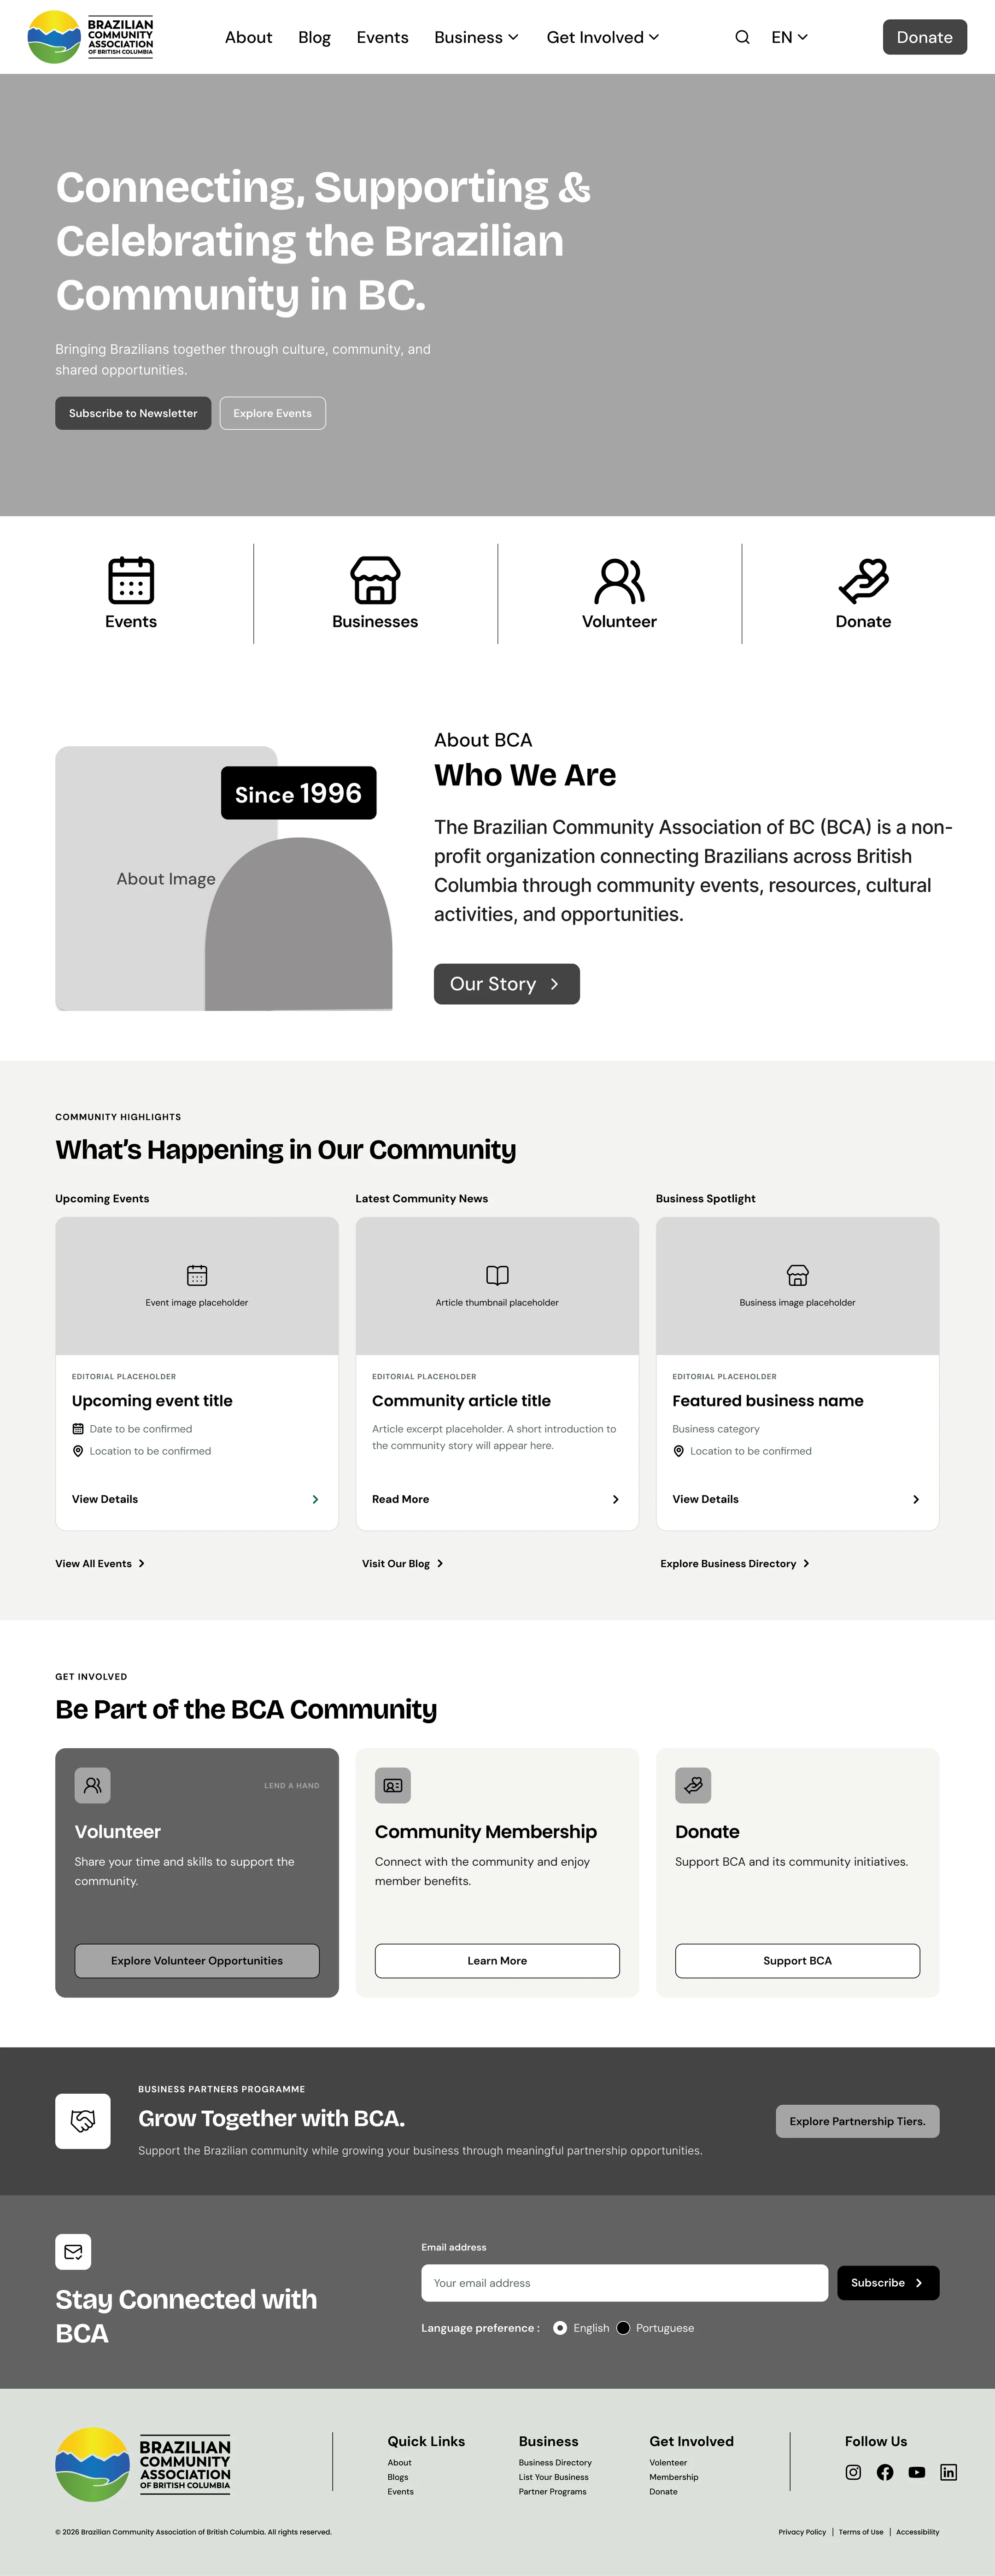 BRAZILIAN
COMMUNITY
ASSOCIATION
OF BRITISH COLUMBIA
About
Blog
Events
Business
Get Involved
EN
Donate
Connecting, Supporting &
Celebrating the Brazilian
Community in BC.
Bringing Brazilians together through culture, community, and
shared opportunities.
Subscribe to Newsletter
Explore Events
Events
Businesses
Volunteer
Donate
Since 1996
About Image
About BCA
Who We Are
The Brazilian Community Association of BC (BCA) is a non-
profit organization connecting Brazilians across British
Columbia through community events, resources, cultural
activities, and opportunities.
Our Story
COMMUNITY HIGHLIGHTS
What's Happening in Our Community
Upcoming Events
Event image placeholder
EDITORIAL PLACEHOLDER
Upcoming event title
Date to be confirmed
Location to be confirmed
View Details
View All Events
Latest Community News
Article thumbnail placeholder
EDITORIAL PLACEHOLDER
Community article title
Article excerpt placeholder. A short introduction to
the community story will appear here.
Read More
Visit Our Blog
Business Spotlight
Business image placeholder
EDITORIAL PLACEHOLDER
Featured business name
Business category
Location to be confirmed
View Details
Explore Business Directory
GET INVOLVED
Be Part of the BCA Community
LEND A HAND
Volunteer
Share your time and skills to support the
community.
Explore Volunteer Opportunities
Community Membership
Connect with the community and enjoy
member benefits.
Learn More
Donate
Support BCA and its community initiatives.
Support BCA
BUSINESS PARTNERS PROGRAMME
Grow Together with BCA.
Support the Brazilian community while growing your business through meaningful partnership opportunities.
Explore Partnership Tiers.
Stay Connected with
BCA
Email address
Your email address
Subscribe
Language preference :
English
Portuguese
BRAZILIAN
COMMUNITY
ASSOCIATION
OF BRITISH COLUMBIA
Quick Links
About
Blogs
Events
Business
Business Directory
List Your Business
Partner Programs
Get Involved
Volenteer
Membership
Donate
Follow Us
© 2026 Brazilian Community Association of British Columbia. All rights reserved.
Privacy Policy
Terms of Use
Accessibility